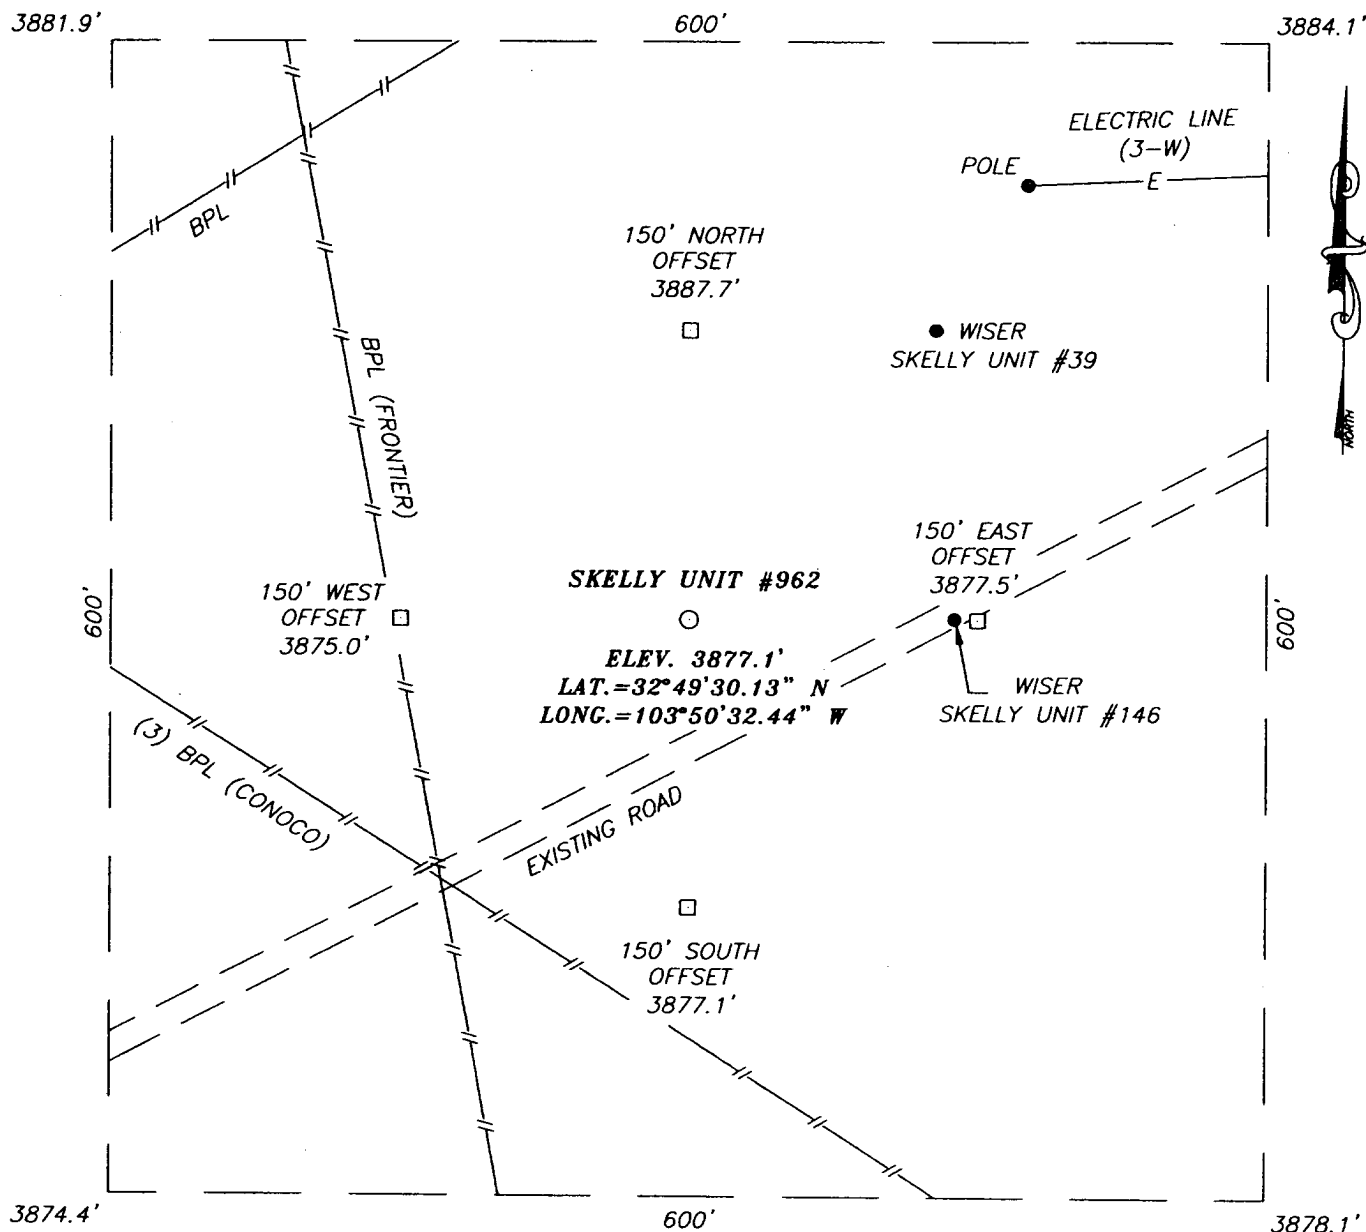 3881.9'
600'
3884.1'
ELECTRIC LINE
(3-W)
POLE
E
BPL
150' NORTH
OFFSET
3887.7'
NORTH
WISER
SKELLY UNIT #39
BPL (FRONTIER)
150' EAST
OFFSET
3877.5'
150' WEST
OFFSET
3875.0'
SKELLY UNIT #962
600'
600'
ELEV. 3877.1'
LAT.=32°49'30.13" N
LONG.=103°50'32.44" W
WISER
SKELLY UNIT #146
(3) BPL (CONOCO)
EXISTING ROAD
150' SOUTH
OFFSET
3877.1'
3874.4'
600'
3878.1'